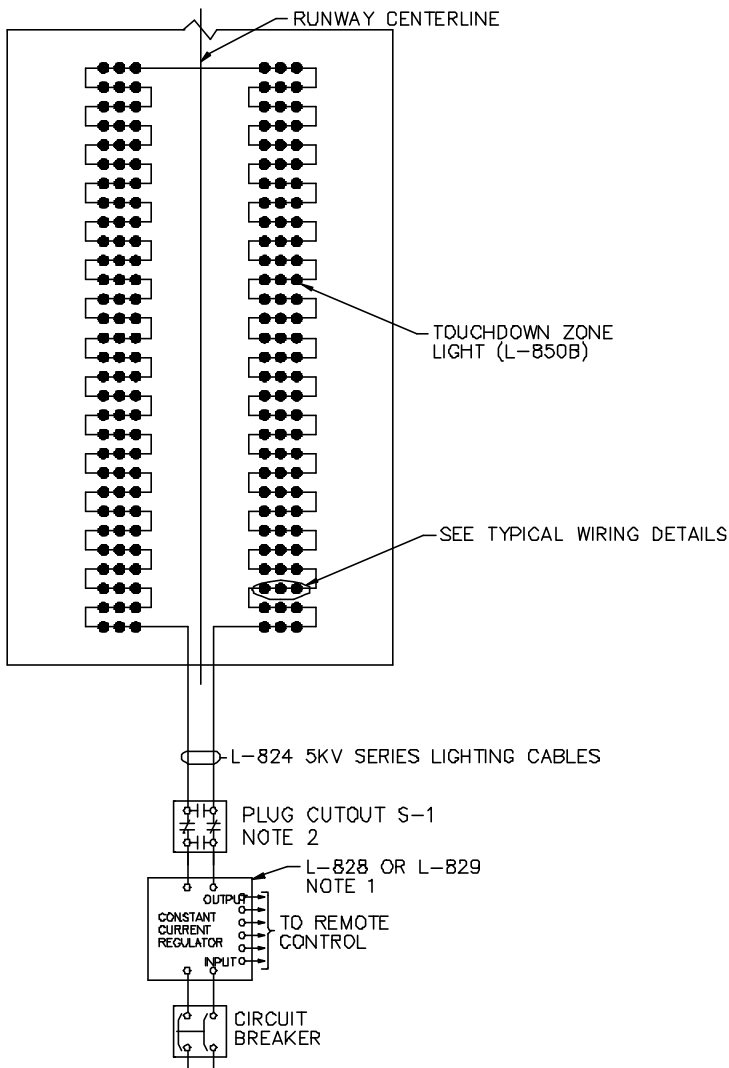 RUNWAY CENTERLINE
TOUCHDOWN ZONE
LIGHT (L-850B)
SEE TYPICAL WIRING DETAILS
L-824 5KV SERIES LIGHTING CABLES
PLUG CUTOUT S-1
NOTE 2
L-828 OR L-829
NOTE 1
OUTPUT
CONSTANT
CURRENT
REGULATOR
TO REMOTE
CONTROL
INPUT
CIRCUIT
BREAKER